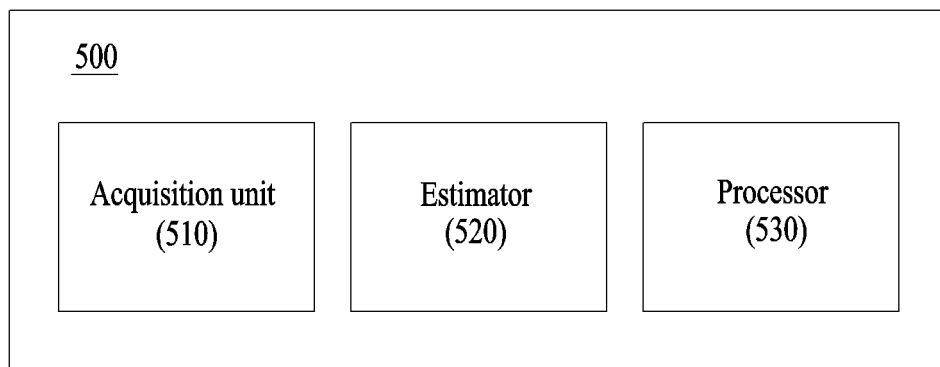 500
Acquisition unit
(510)
Estimator
(520)
Processor
(530)